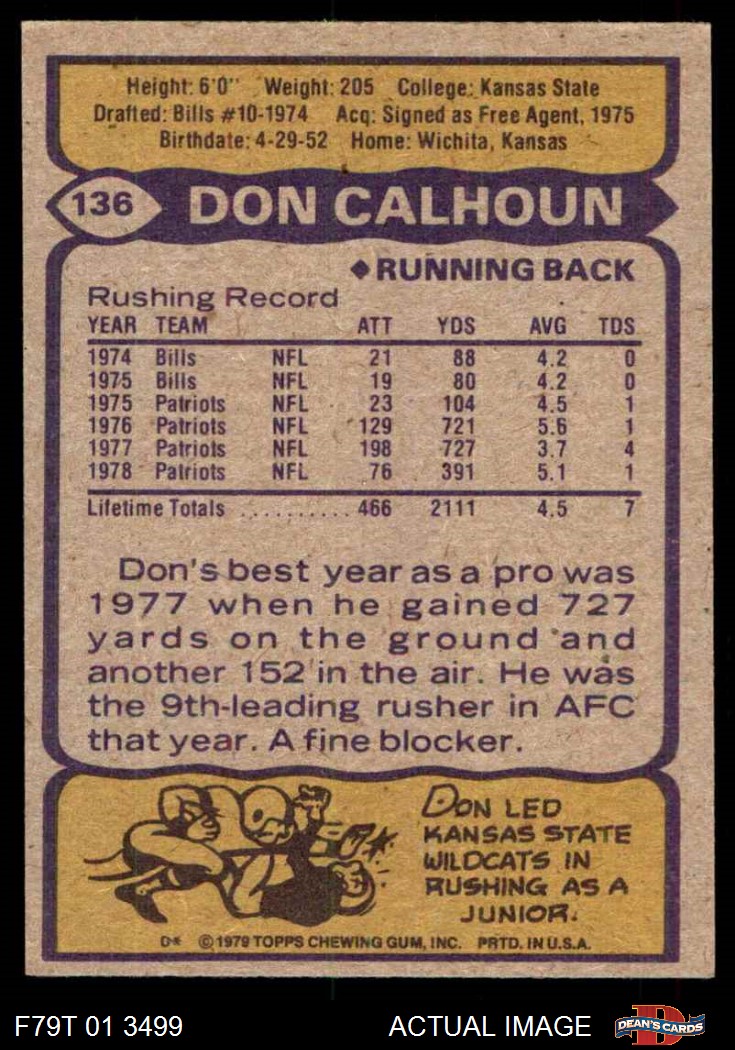 Height: 6'0" Weight: 205 College: Kansas State
Drafted: Bills #10-1974 Acq: Signed as Free Agent, 1975
Birthdate: 4-29-52 Home: Wichita, Kansas
136 DON CALHOUN
◆RUNNING BACK
Rushing Record
YEAR TEAM ATT YDS AVG TDS
1974 Bills NFL 21 88 4.2 0
1975 Bills NFL 19 80 4.2 0
1975 Patriots NFL 23 104 4.5 1
1976 Patriots NFL 129 721 5.6 1
1977 Patriots NFL 198 727 3.7 4
1978 Patriots NFL 76 391 5.1 1
Lifetime Totals .......... 466 2111 4.5 7
Don's best year as a pro was
1977 when he gained 727
yards on the ground and
another 152 in the air. He was
the 9th-leading rusher in AFC
that year. A fine blocker.
DON LED
KANSAS STATE
WILDCATS IN
RUSHING AS A
JUNIOR.
D* ©1979 TOPPS CHEWING GUM, INC. PRTD. IN U.S.A.
F79T 01 3499 ACTUAL IMAGE DEAN'S CARDS